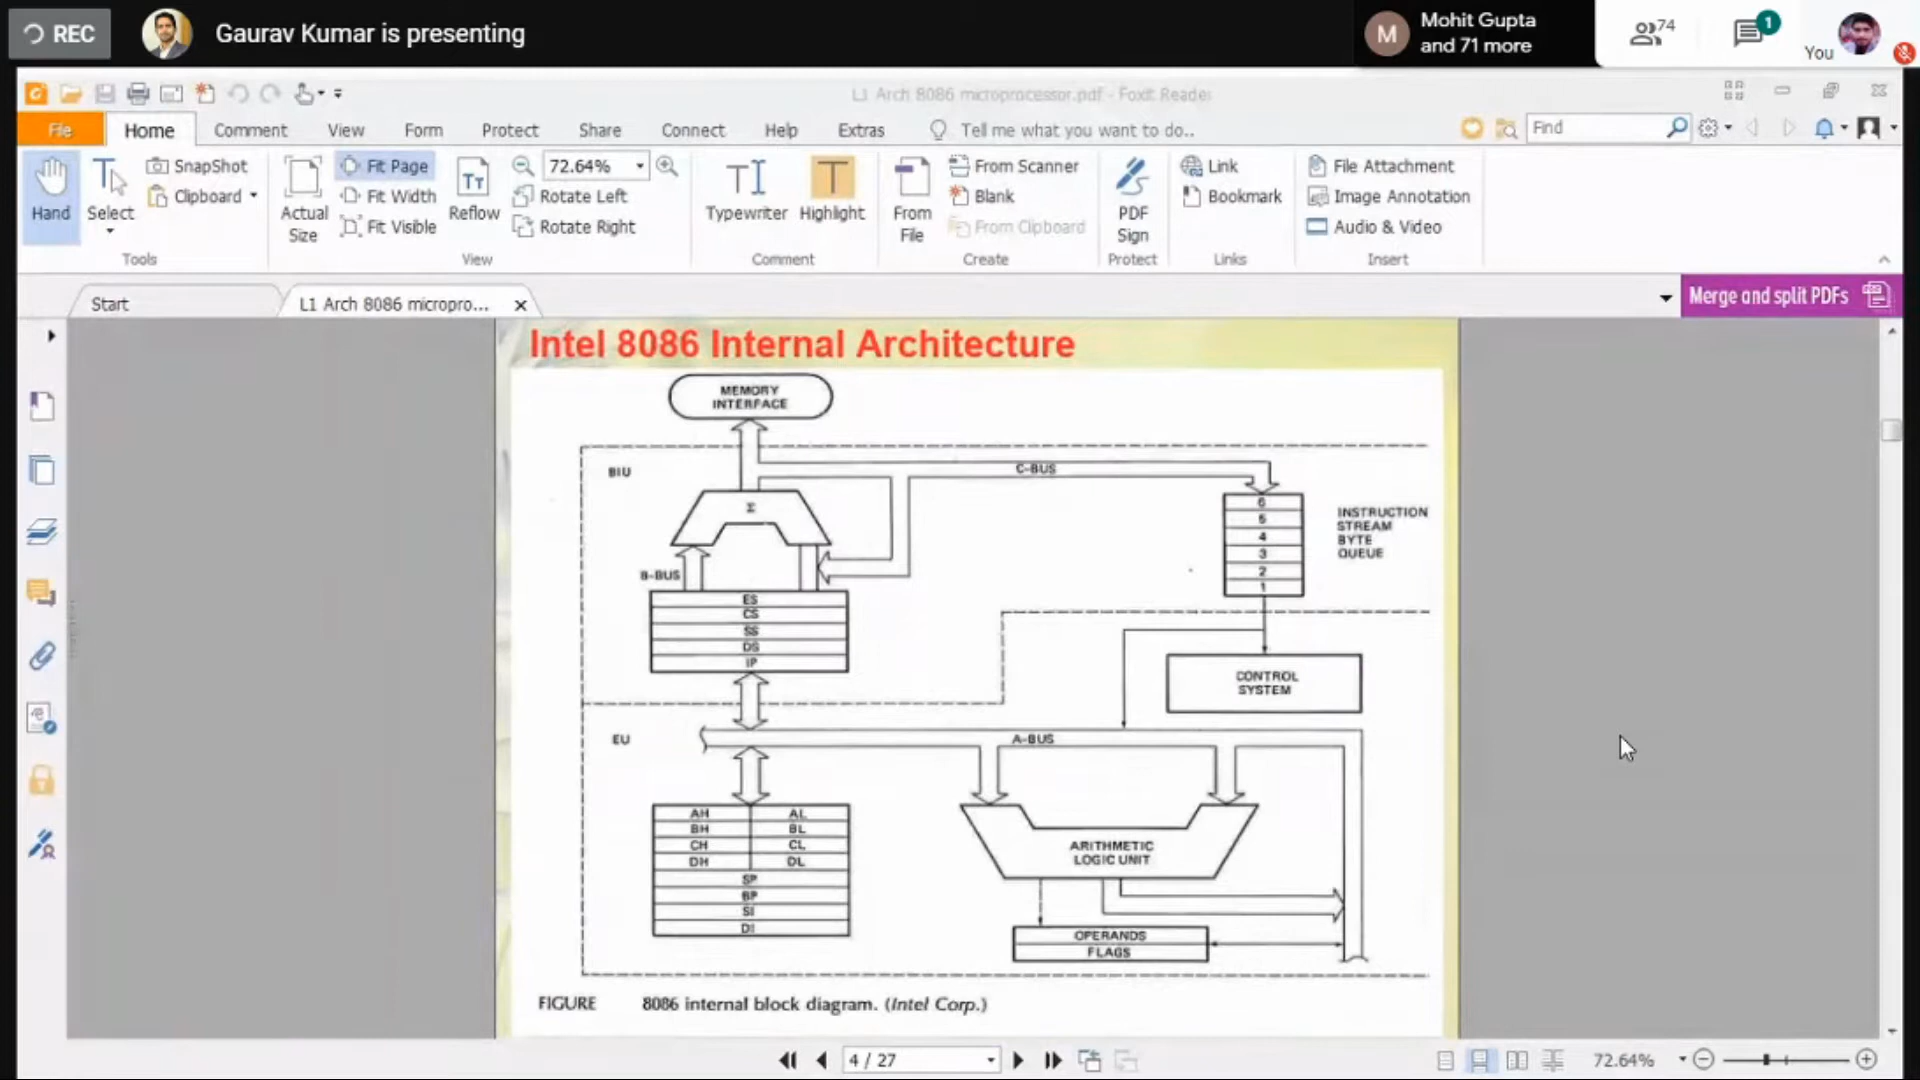 REC
Gaurav Kumar is presenting
M
Mohit Gupta
and 71 more
74
1
You
L1 Arch 8086 microprocessor.pdf - Foxit Reader
File
Home
Comment
View
Form
Protect
Share
Connect
Help
Extras
Tell me what you want to do..
Find
Hand
Select
SnapShot
Clipboard
Tools
Actual
Size
Fit Page
Fit Width
Fit Visible
Reflow
72.64%
Rotate Left
Rotate Right
View
Typewriter
Highlight
Comment
From
File
From Scanner
Blank
From Clipboard
Create
PDF
Sign
Protect
Link
Bookmark
Links
File Attachment
Image Annotation
Audio & Video
Insert
Start
L1 Arch 8086 micropro...
Merge and split PDFs
Intel 8086 Internal Architecture
MEMORY
INTERFACE
BIU
C-BUS
Σ
6
5
4
3
2
1
INSTRUCTION
STREAM
BYTE
QUEUE
B-BUS
ES
CS
SS
DS
IP
CONTROL
SYSTEM
EU
A-BUS
AH AL
BH BL
CH CL
DH DL
SP
BP
SI
DI
ARITHMETIC
LOGIC UNIT
OPERANDS
FLAGS
FIGURE 8086 internal block diagram. (Intel Corp.)
4 / 27
72.64%